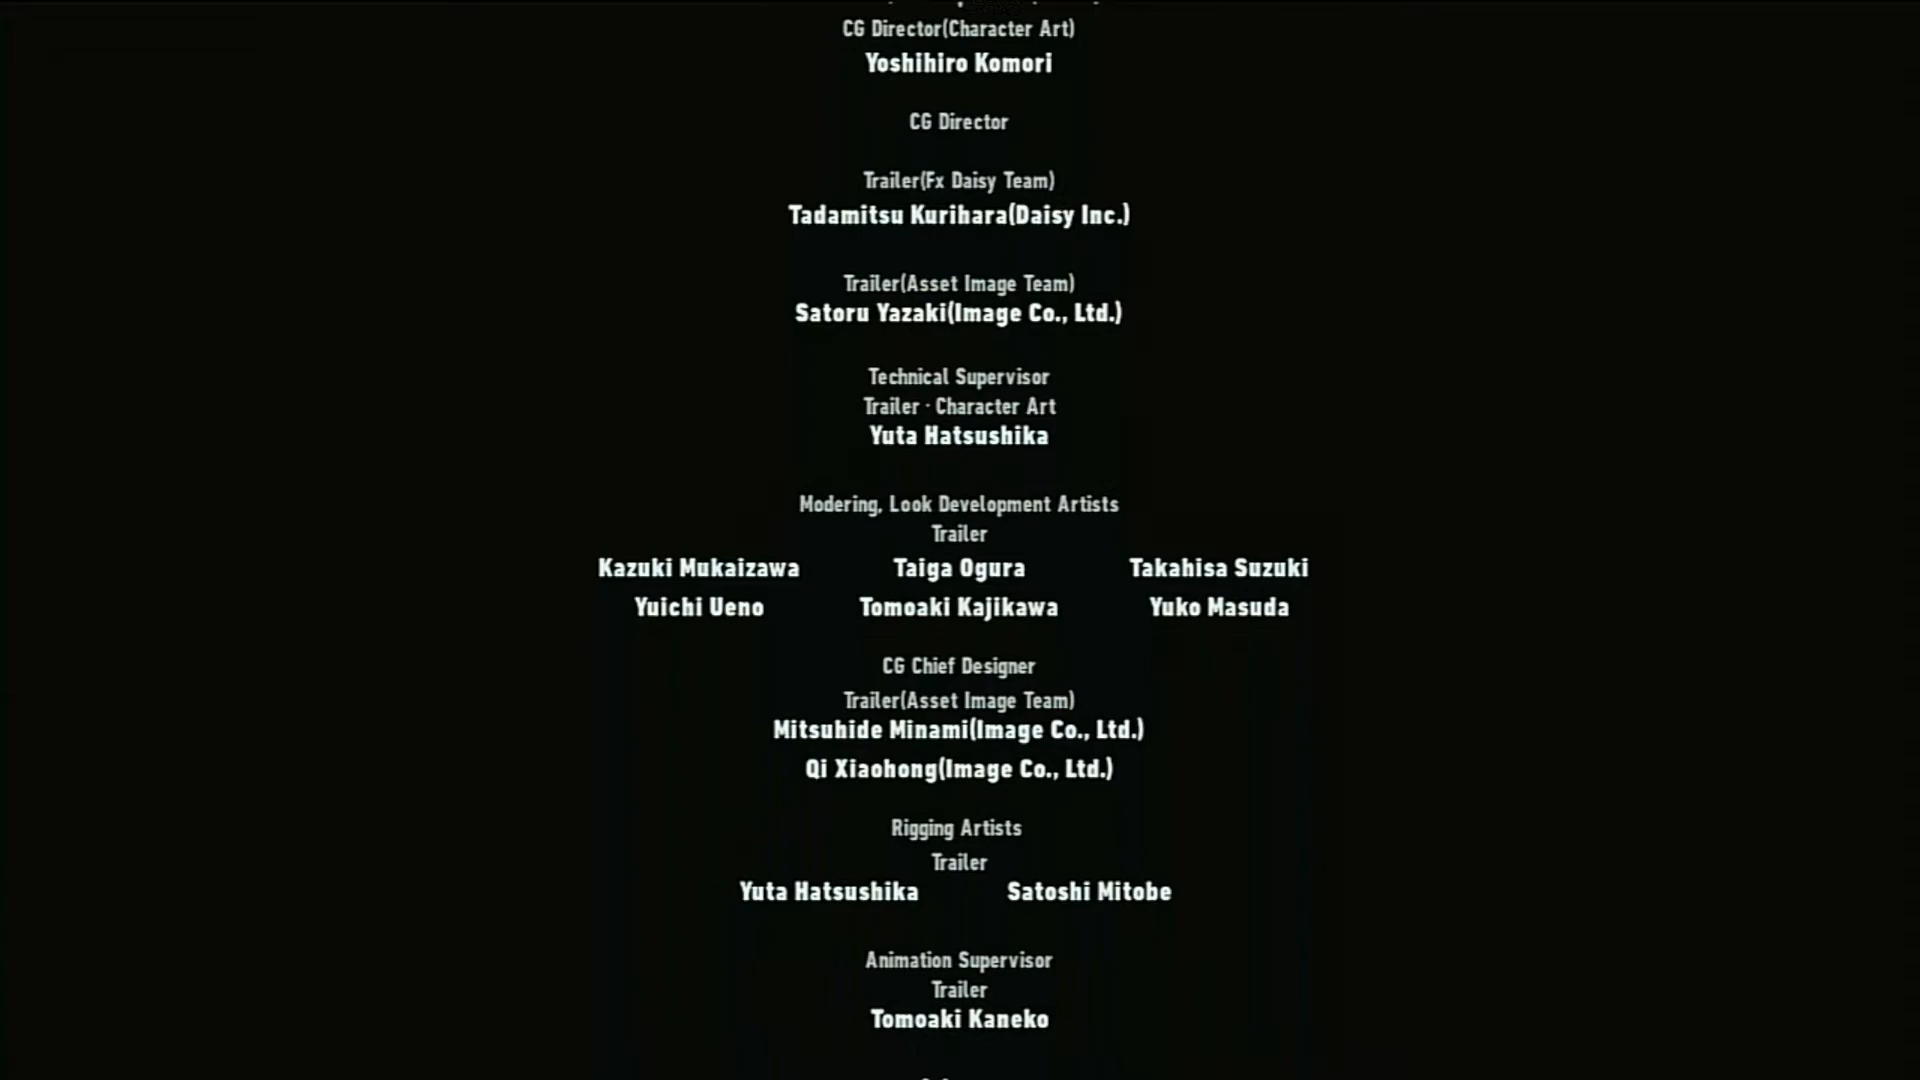 CG Director(Character Art)
Yoshihiro Komori
CG Director
Trailer(Fx Daisy Team)
Tadamitsu Kurihara(Daisy Inc.)
Trailer(Asset Image Team)
Satoru Yazaki(Image Co., Ltd.)
Technical Supervisor
Trailer · Character Art
Yuta Hatsushika
Modering, Look Development Artists
Trailer
Kazuki Mukaizawa Taiga Ogura Takahisa Suzuki
Yuichi Ueno Tomoaki Kajikawa Yuko Masuda
CG Chief Designer
Trailer(Asset Image Team)
Mitsuhide Minami(Image Co., Ltd.)
Qi Xiaohong(Image Co., Ltd.)
Rigging Artists
Trailer
Yuta Hatsushika Satoshi Mitobe
Animation Supervisor
Trailer
Tomoaki Kaneko